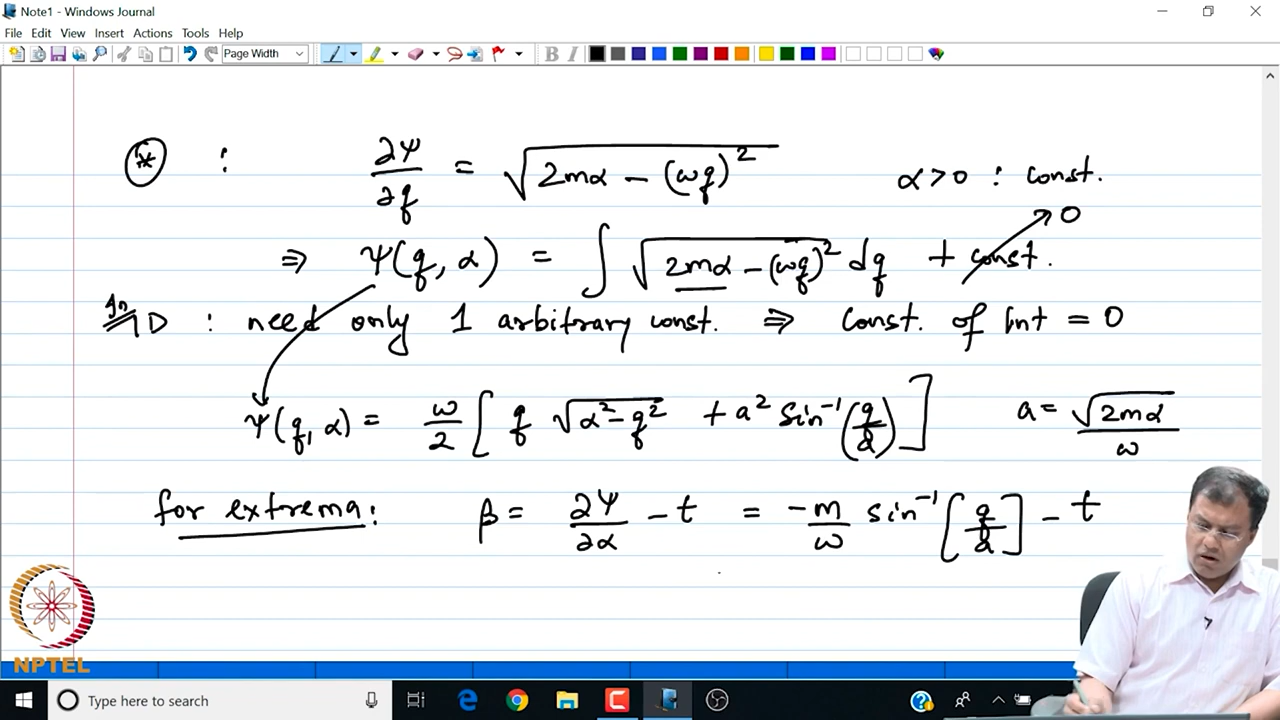 Note1 - Windows Journal
File Edit View Insert Actions Tools Help
Page Width
B I
(*) : ∂Ψ/∂q = √(2mα − (ωq)²) α>0 : const.
⇒ Ψ(q, α) = ∫ √(2mα − (ωq)²) dq + const. → 0
In 1D : need only 1 arbitrary const. ⇒ const. of Int = 0
Ψ(q, α) = ω/2 [ q √(α² − q²) + a² sin⁻¹(q/a) ] a = √(2mα)/ω
for extrema : β = ∂Ψ/∂α − t = −m/ω sin⁻¹[q/a] − t
NPTEL
Type here to search